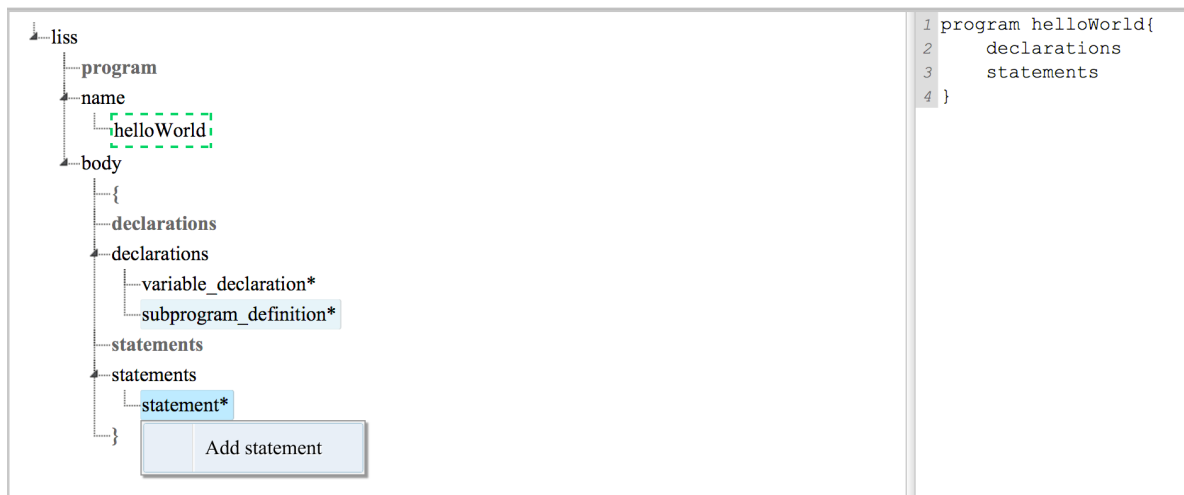 liss
program
name
helloWorld
body
{
declarations
declarations
variable_declaration*
subprogram_definition*
statements
statements
statement*
}
Add statement
1 program helloWorld{
2 declarations
3 statements
4 }